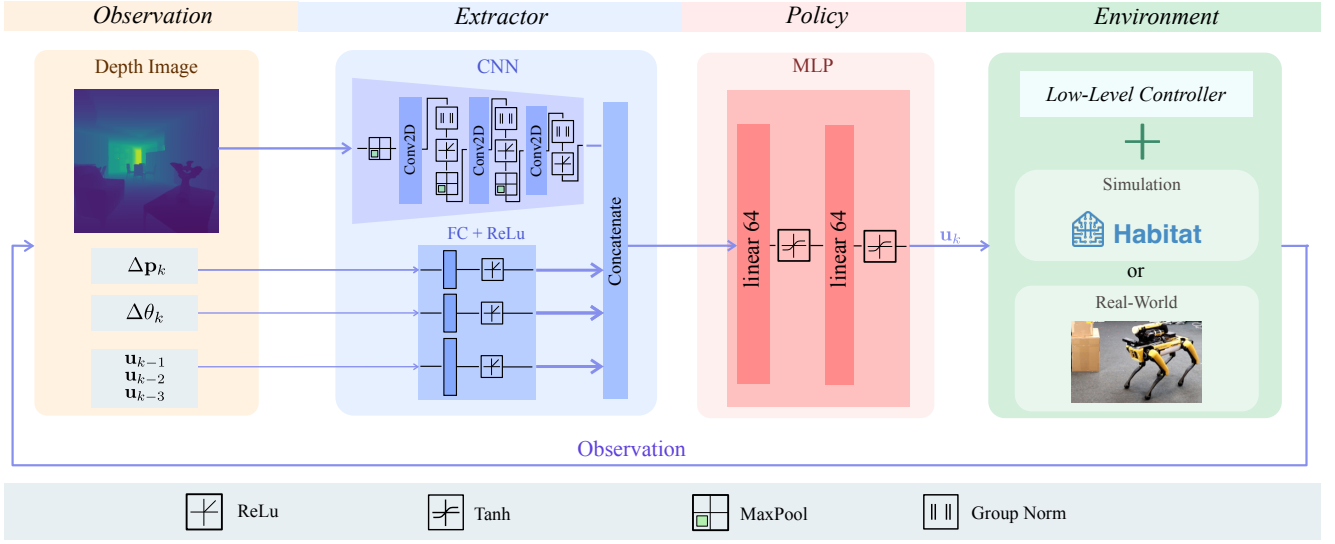 Observation
Extractor
Policy
Environment
Depth Image
Δp_k
Δθ_k
u_{k−1}
u_{k−2}
u_{k−3}
CNN
Conv2D
Conv2D
Conv2D
FC + ReLu
Concatenate
MLP
linear 64
linear 64
u_k
Low-Level Controller
Simulation
Habitat
or
Real-World
Observation
ReLu
Tanh
MaxPool
Group Norm